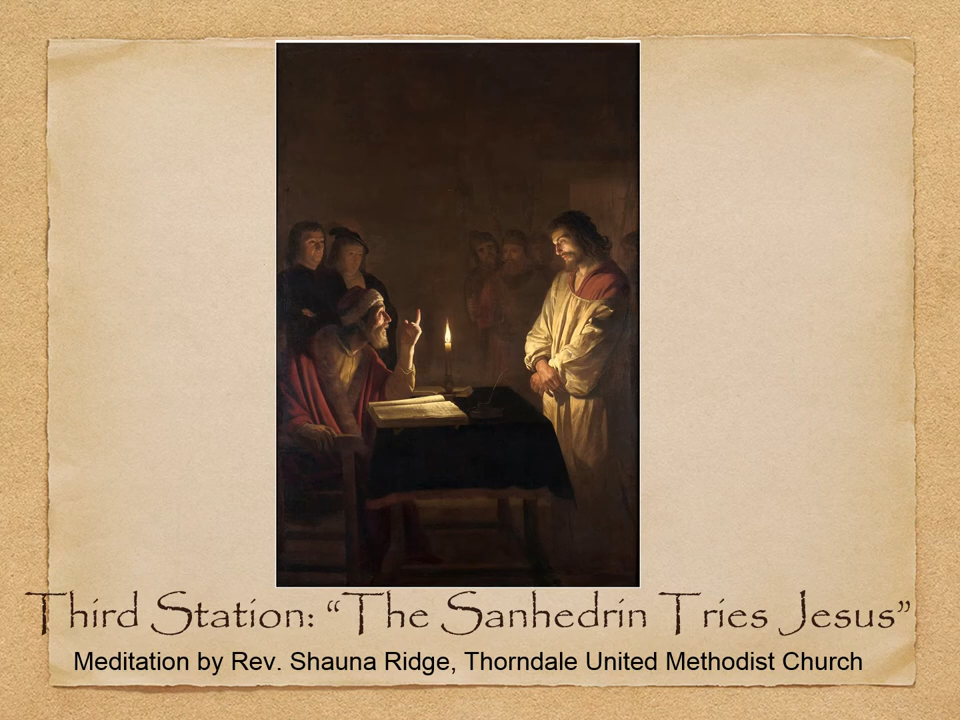 Third Station: “The Sanhedrin Tries Jesus”
Meditation by Rev. Shauna Ridge, Thorndale United Methodist Church